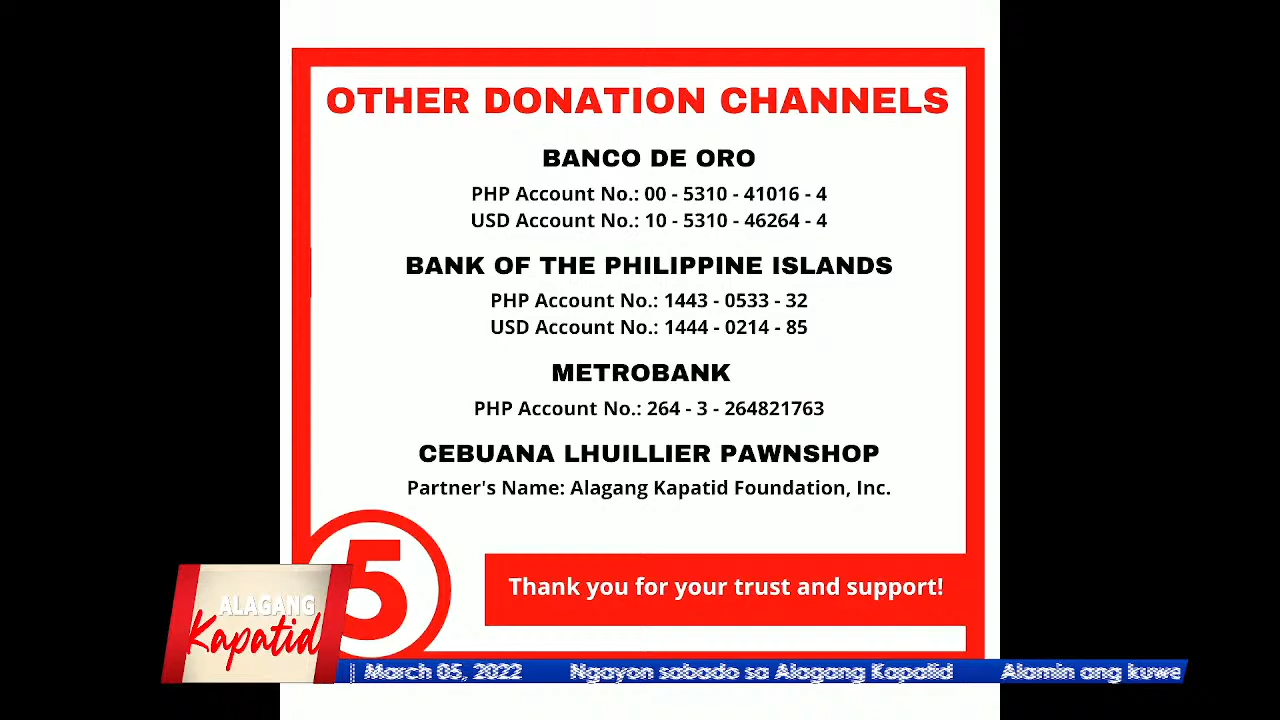 OTHER DONATION CHANNELS
BANCO DE ORO
PHP Account No.: 00 - 5310 - 41016 - 4
USD Account No.: 10 - 5310 - 46264 - 4
BANK OF THE PHILIPPINE ISLANDS
PHP Account No.: 1443 - 0533 - 32
USD Account No.: 1444 - 0214 - 85
METROBANK
PHP Account No.: 264 - 3 - 264821763
CEBUANA LHUILLIER PAWNSHOP
Partner's Name: Alagang Kapatid Foundation, Inc.
5
Thank you for your trust and support!
ALAGANG
Kapatid
March 05, 2022 Ngayon sabado sa Alagang Kapatid Alamin ang kuwe